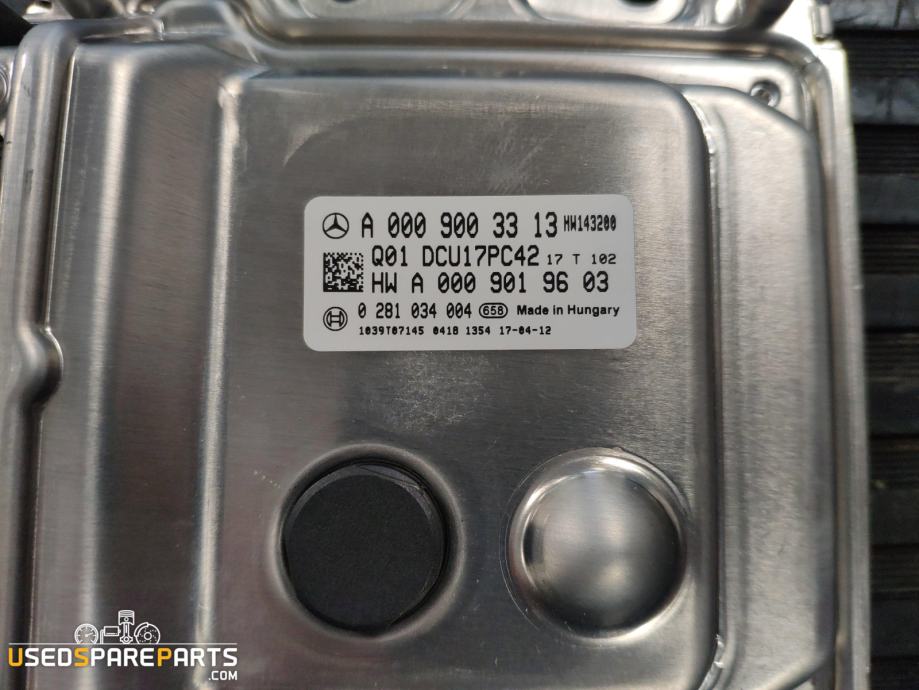 A 000 900 33 13 HW143200
Q01 DCU17PC42 17 T 102
HW A 000 901 96 03
0 281 034 004 658 Made in Hungary
1039T07145 0418 1354 17-04-12
USEDSPAREPARTS
.COM